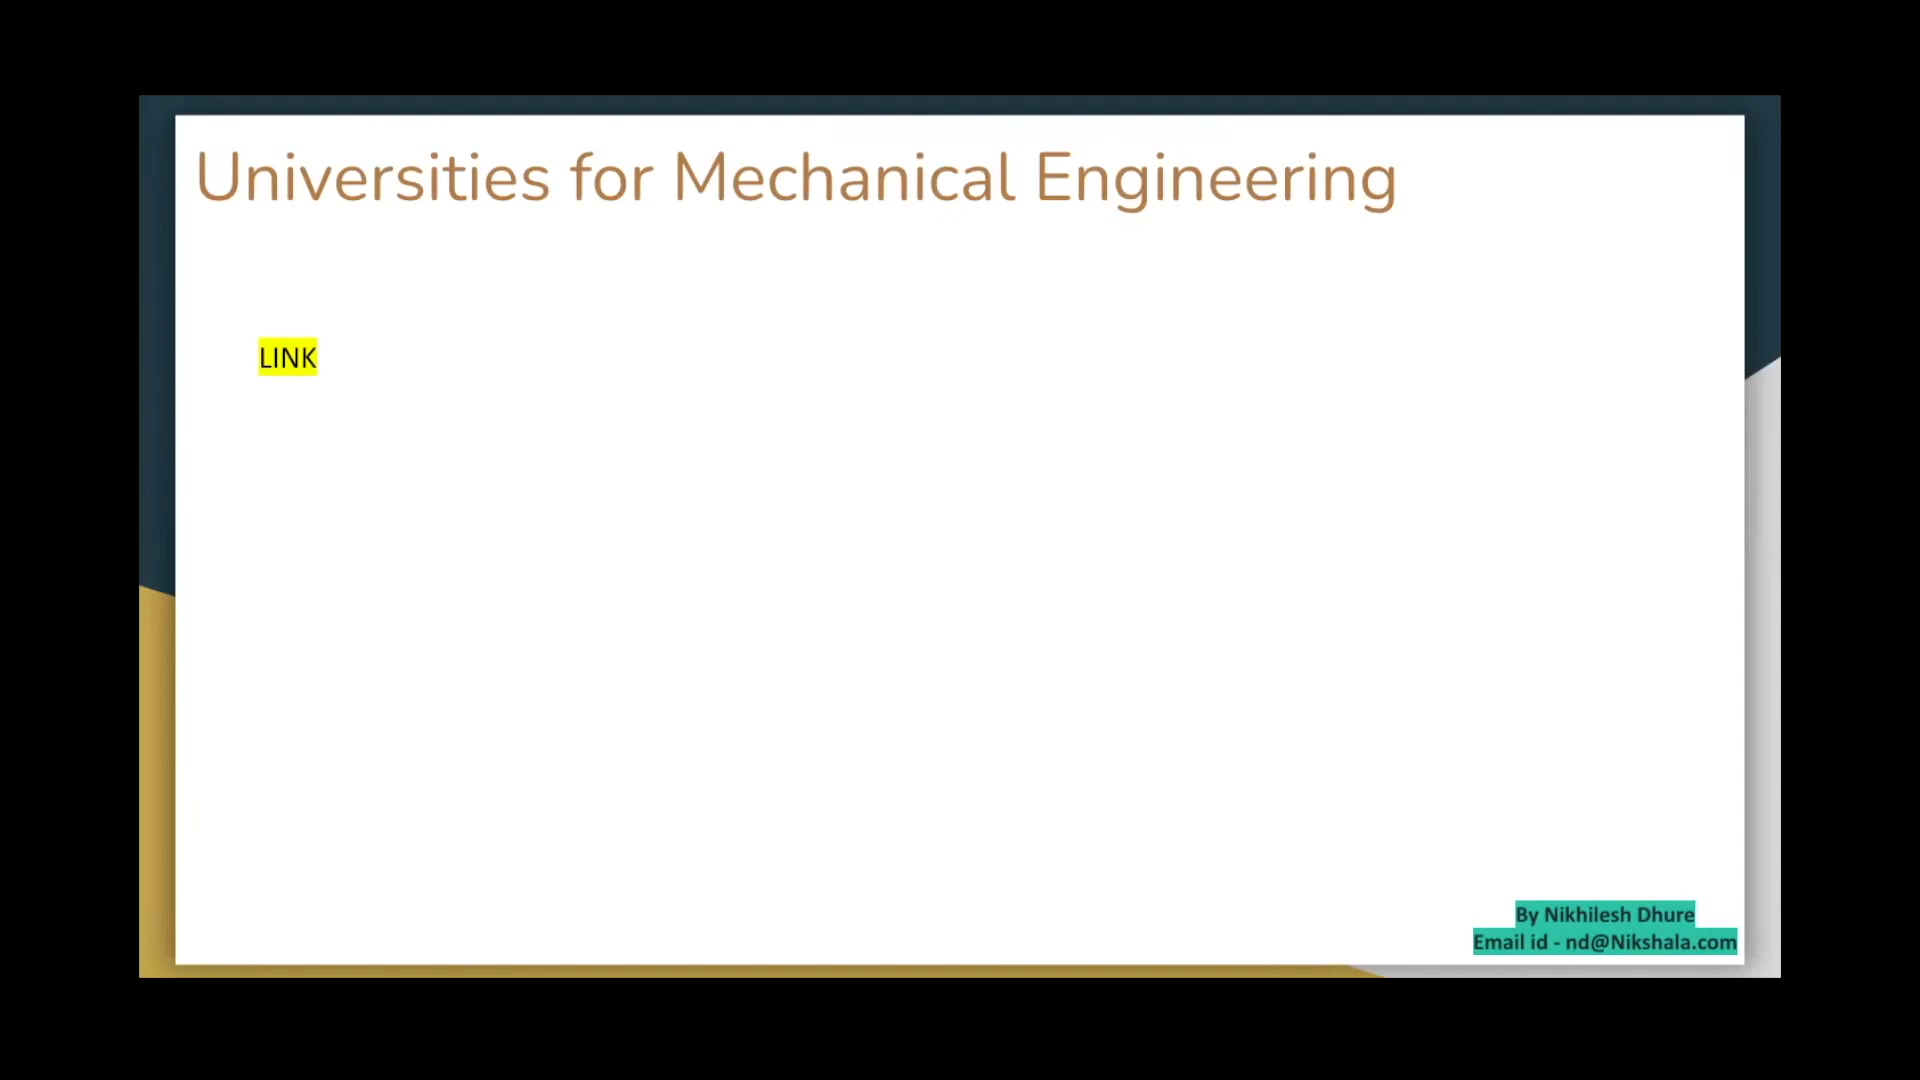 Universities for Mechanical Engineering
LINK
By Nikhilesh Dhure
Email id - nd@Nikshala.com